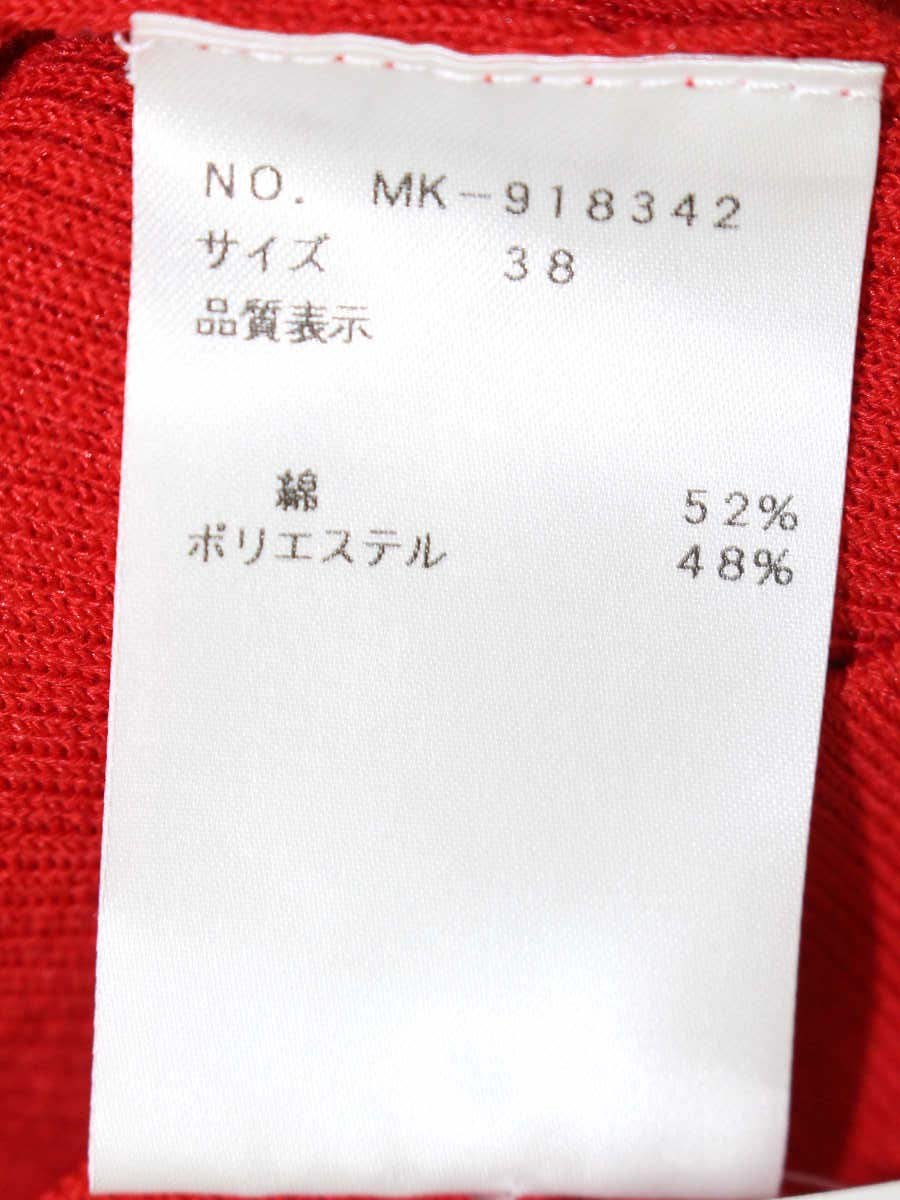 NO. MK-918342
サイズ 38
品質表示
綿 52%
ポリエステル 48%